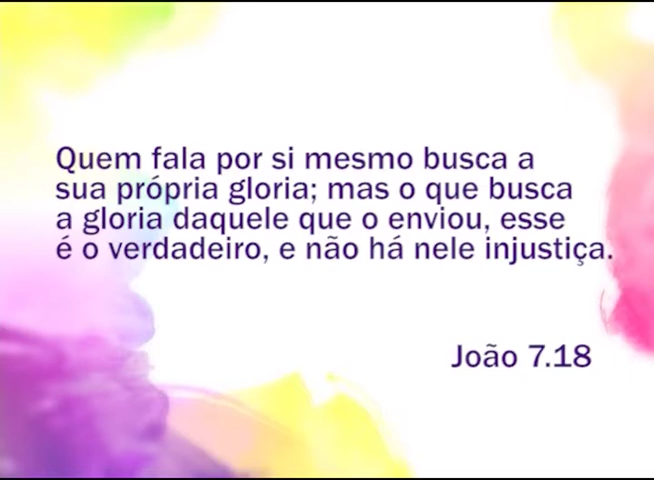 Quem fala por si mesmo busca a
sua própria gloria; mas o que busca
a gloria daquele que o enviou, esse
é o verdadeiro, e não há nele injustiça.
João 7.18